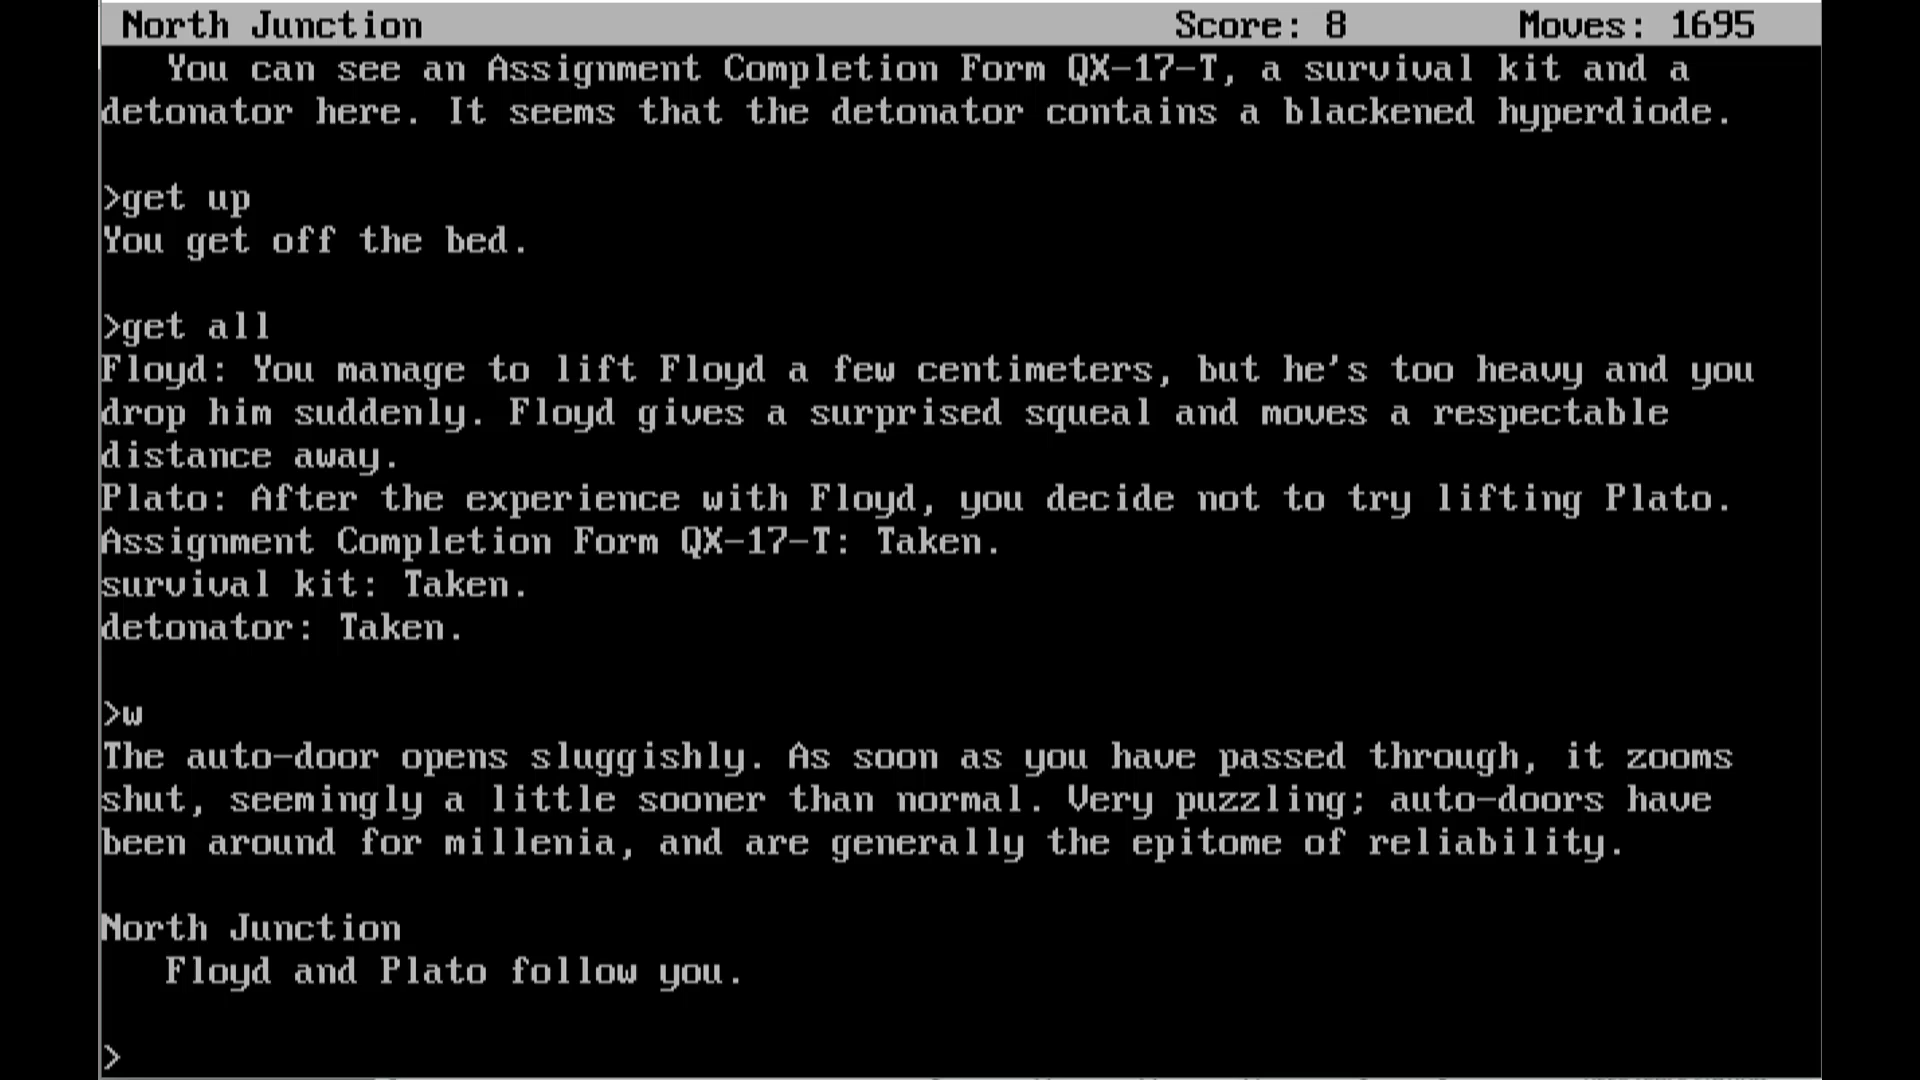 North Junction Score: 8 Moves: 1695
You can see an Assignment Completion Form QX-17-T, a survival kit and a
detonator here. It seems that the detonator contains a blackened hyperdiode.
>get up
You get off the bed.
>get all
Floyd: You manage to lift Floyd a few centimeters, but he's too heavy and you
drop him suddenly. Floyd gives a surprised squeal and moves a respectable
distance away.
Plato: After the experience with Floyd, you decide not to try lifting Plato.
Assignment Completion Form QX-17-T: Taken.
survival kit: Taken.
detonator: Taken.
>w
The auto-door opens sluggishly. As soon as you have passed through, it zooms
shut, seemingly a little sooner than normal. Very puzzling; auto-doors have
been around for millenia, and are generally the epitome of reliability.
North Junction
Floyd and Plato follow you.
>